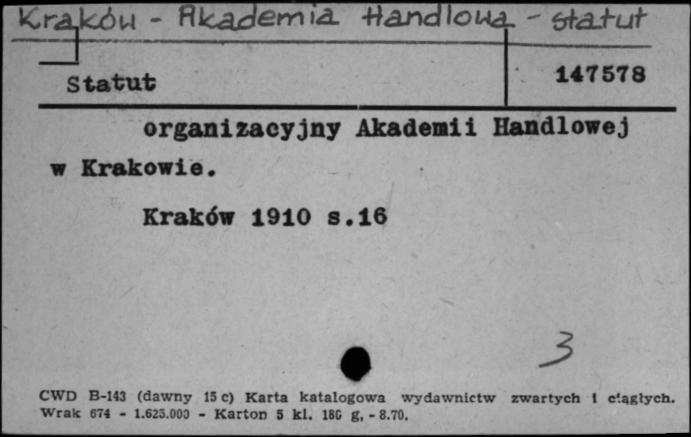 Kraków - Akademia Handlowa - statut
Statut
147578
organizacyjny Akademii Handlowej
w Krakowie.
Kraków 1910 s.16
3
CWD B-143 (dawny 15 c) Karta katalogowa wydawnictw zwartych i ciągłych.
Wrak 674 - 1.625.000 - Karton 5 kl. 180 g, - 8.70.